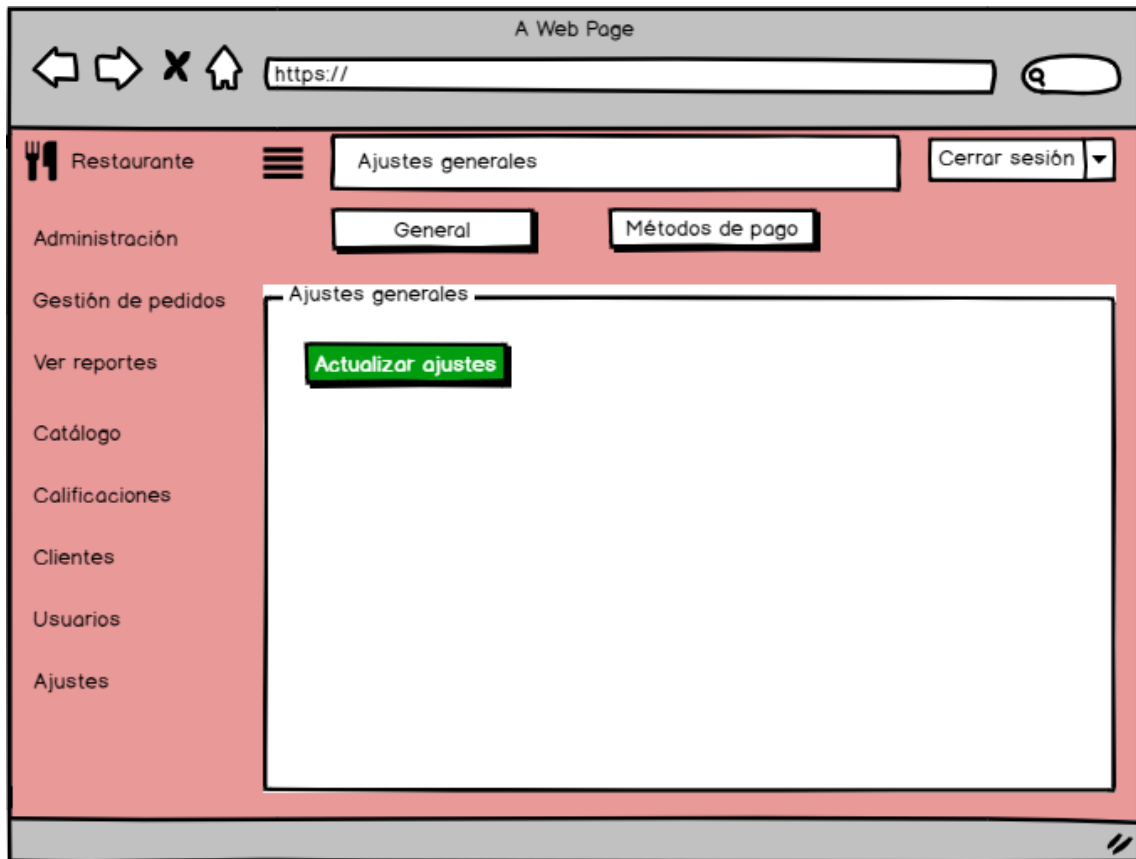 A Web Page
https://
Restaurante
Ajustes generales
Cerrar sesión
Administración
General
Métodos de pago
Gestión de pedidos
Ajustes generales
Ver reportes
Actualizar ajustes
Catálogo
Calificaciones
Clientes
Usuarios
Ajustes